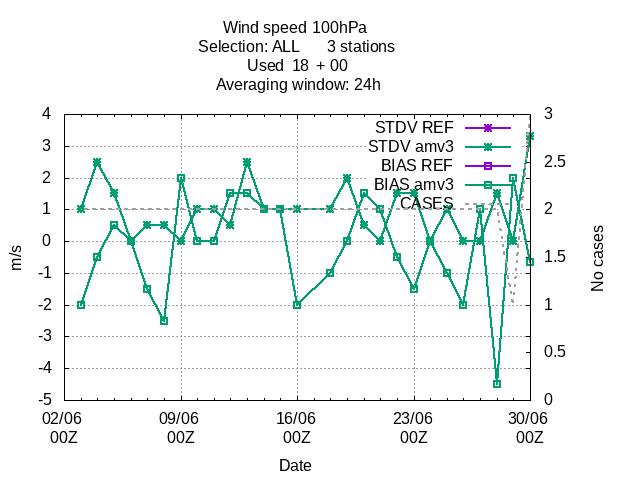 Wind speed 100hPa
Selection: ALL 3 stations
Used 18 + 00
Averaging window: 24h
STDV REF
STDV amv3
BIAS REF
BIAS amv3
CASES
4
3
2
1
0
-1
-2
-3
-4
-5
m/s
3
2.5
2
1.5
1
0.5
0
No cases
02/06 09/06 16/06 23/06 30/06
00Z 00Z 00Z 00Z 00Z
Date